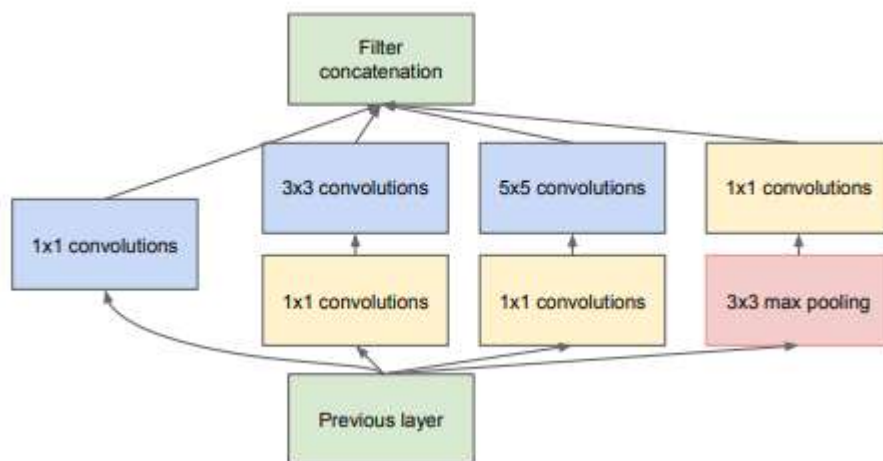 Filter
concatenation
3x3 convolutions
5x5 convolutions
1x1 convolutions
1x1 convolutions
1x1 convolutions
1x1 convolutions
3x3 max pooling
Previous layer